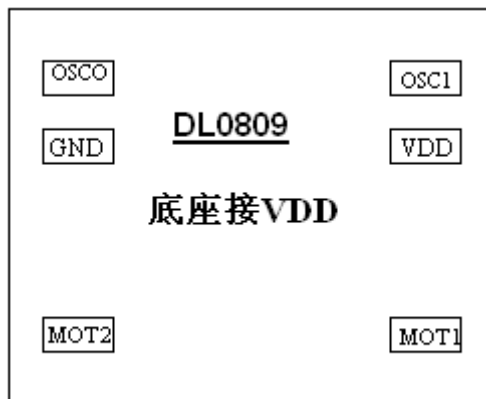 OSCO
OSC1
DL0809
GND
VDD
底座接VDD
MOT2
MOT1